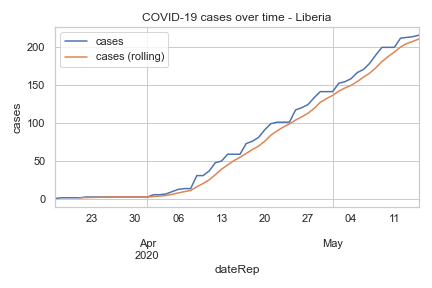 COVID-19 cases over time - Liberia
cases
cases (rolling)
cases
200
150
100
50
0
23 30 06 13 20 27 04 11
Apr May
2020
dateRep